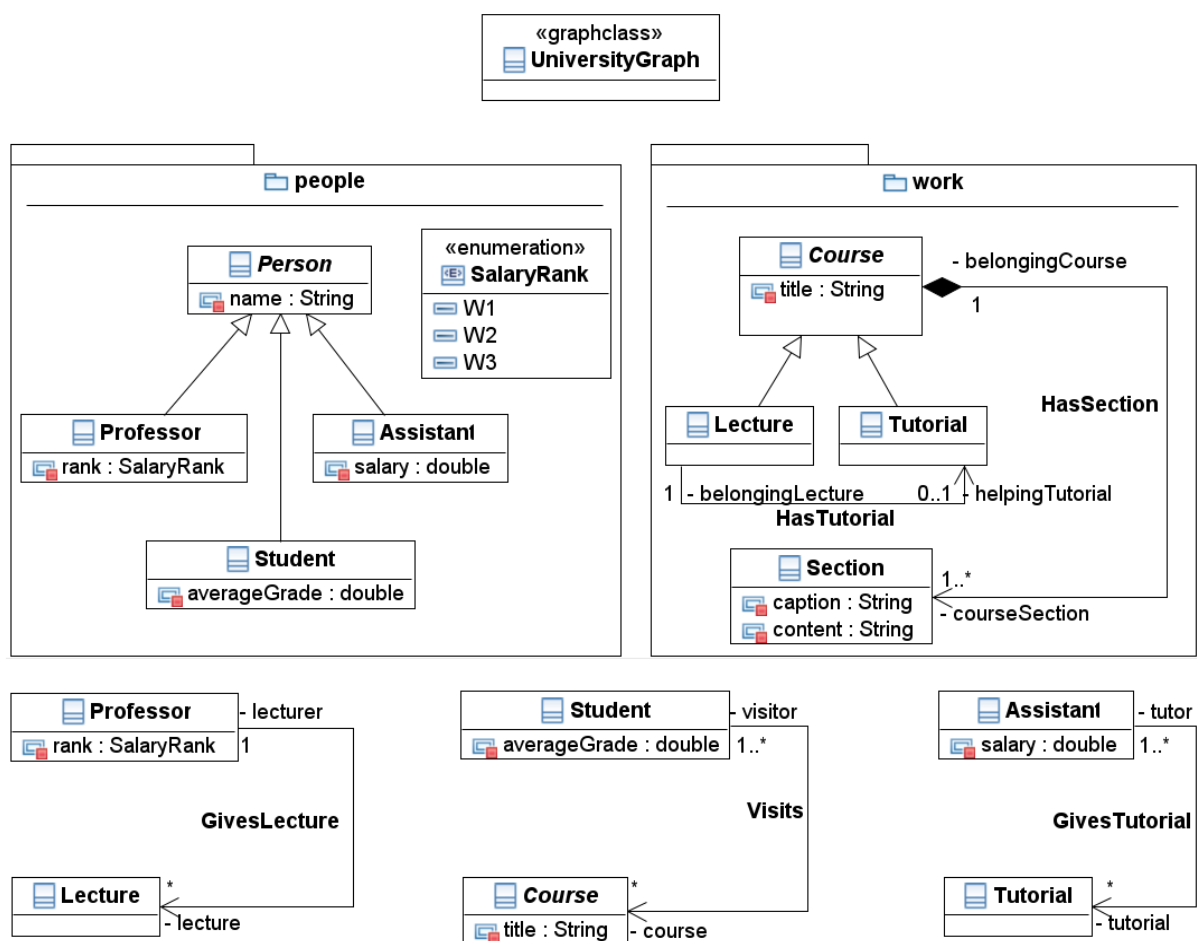 «graphclass»
UniversityGraph
people
Person
name : String
«enumeration»
SalaryRank
W1
W2
W3
Professor
rank : SalaryRank
Assistant
salary : double
Student
averageGrade : double
work
Course
title : String
- belongingCourse
1
Lecture
Tutorial
HasSection
1 - belongingLecture
0..1 - helpingTutorial
HasTutorial
Section
caption : String
content : String
1..*
- courseSection
Professor
rank : SalaryRank
- lecturer
1
GivesLecture
Lecture
*
- lecture
Student
averageGrade : double
- visitor
1..*
Visits
Course
title : String
*
- course
Assistant
salary : double
- tutor
1..*
GivesTutorial
Tutorial
*
- tutorial